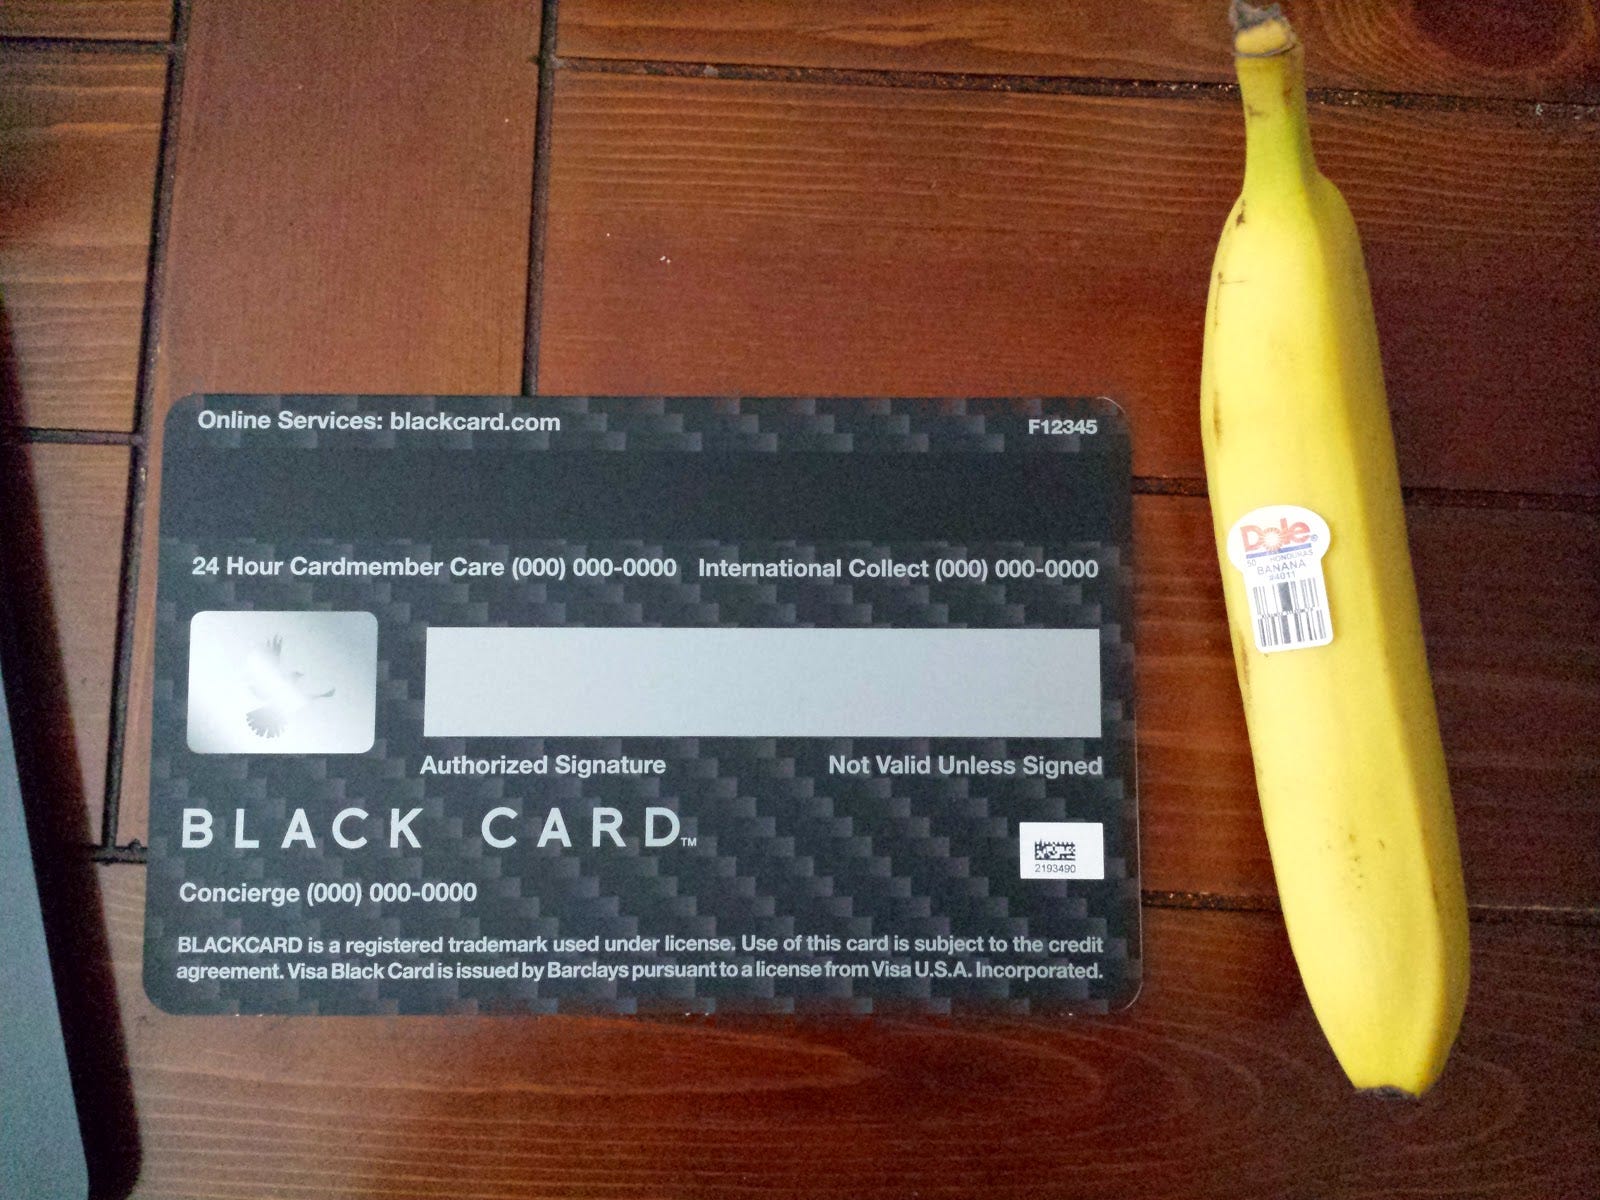 Online Services: blackcard.com
F12345
24 Hour Cardmember Care (000) 000-0000 International Collect (000) 000-0000
Authorized Signature
Not Valid Unless Signed
BLACK CARD™
2193490
Concierge (000) 000-0000
BLACKCARD is a registered trademark used under license. Use of this card is subject to the credit
agreement. Visa Black Card is issued by Barclays pursuant to a license from Visa U.S.A. Incorporated.
Dole®
HONDURAS
50
BANANA
#4011